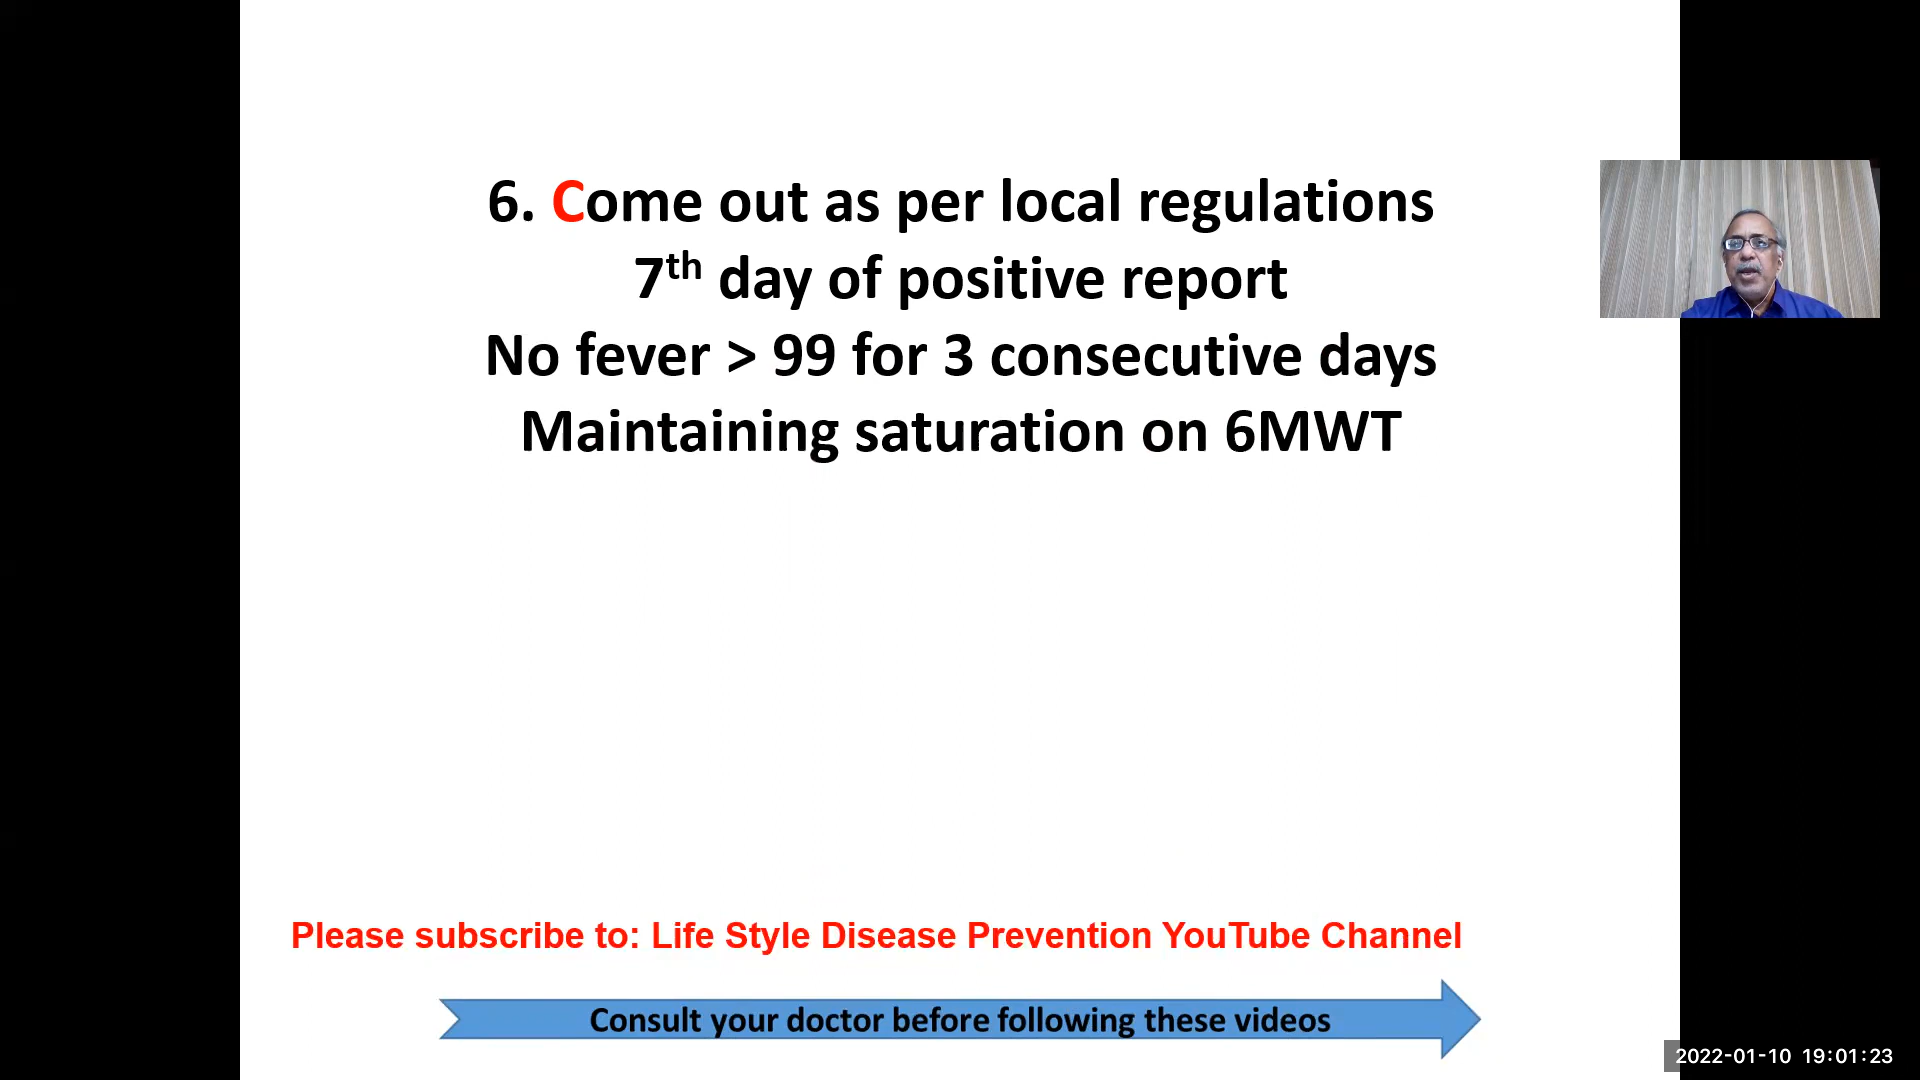 6. Come out as per local regulations
7th day of positive report
No fever > 99 for 3 consecutive days
Maintaining saturation on 6MWT
Please subscribe to: Life Style Disease Prevention YouTube Channel
Consult your doctor before following these videos
2022-01-10 19:01:23